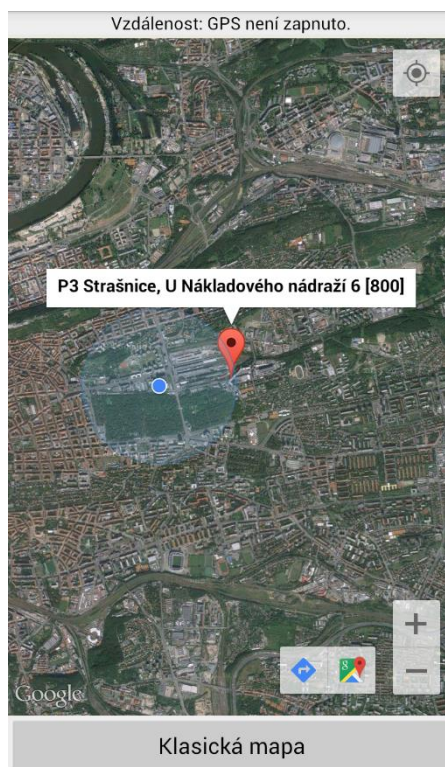 Vzdálenost: GPS není zapnuto.
P3 Strašnice, U Nákladového nádraží 6 [800]
Google
Klasická mapa